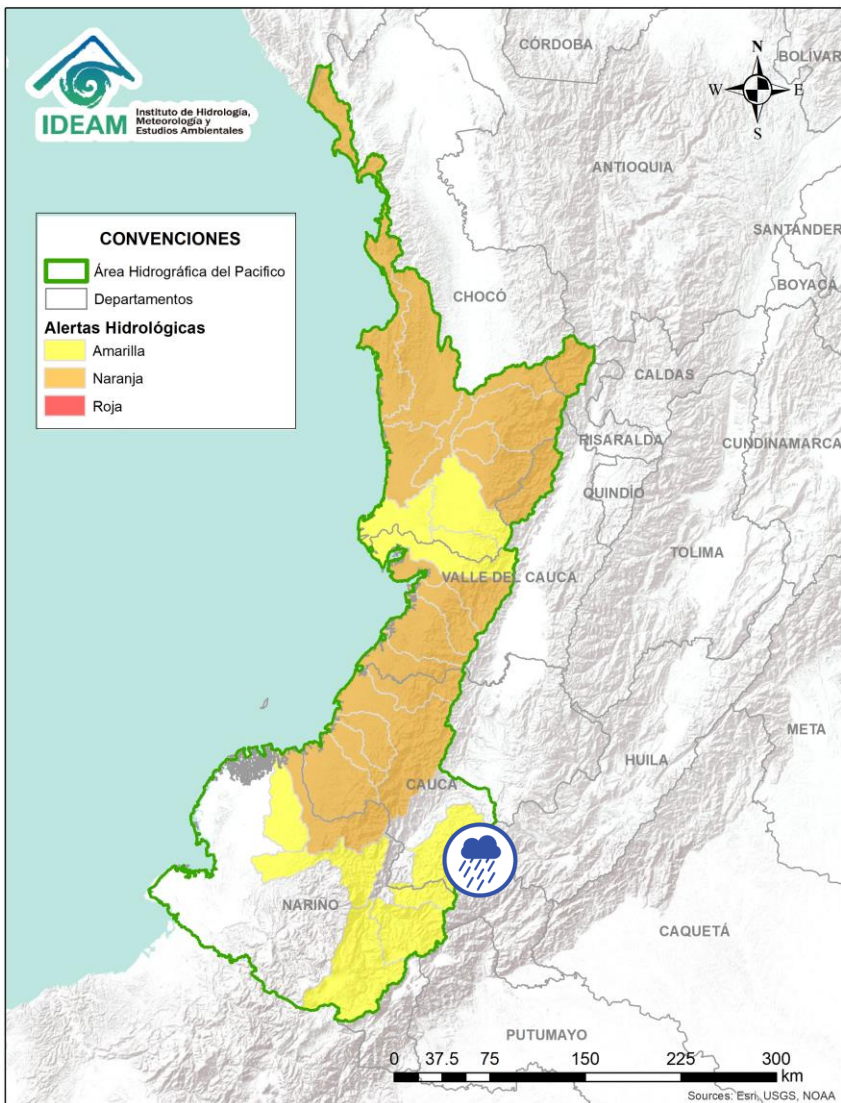 IDEAM
Instituto de Hidrología,
Meteorología y
Estudios Ambientales
CÓRDOBA
BOLÍVAR
N
W
E
S
ANTIOQUIA
SANTANDER
BOYACÁ
CONVENCIONES
Área Hidrográfica del Pacifico
Departamentos
Alertas Hidrológicas
Amarilla
Naranja
Roja
CHOCÓ
CALDAS
RISARALDA
CUNDINAMARCA
QUINDÍO
TOLIMA
VALLE DEL CAUCA
META
HUILA
CAUCA
NARIÑO
CAQUETÁ
PUTUMAYO
0 37.5 75 150 225 300
km
Sources: Esri, USGS, NOAA